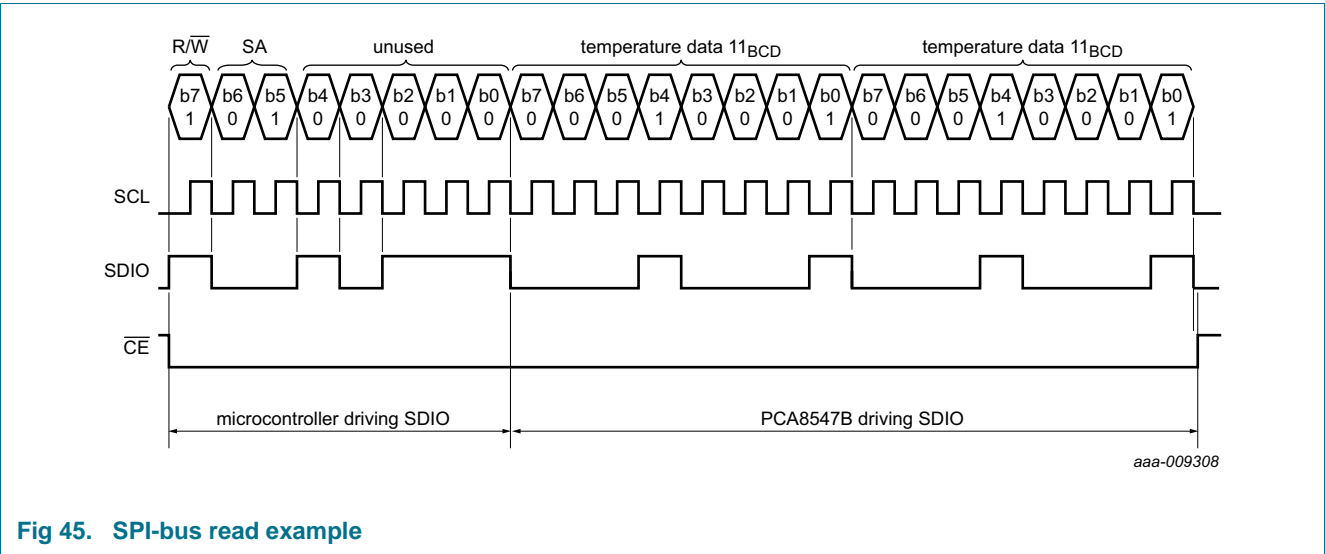 R/W SA unused temperature data 11BCD temperature data 11BCD
b7 b6 b5 b4 b3 b2 b1 b0 b7 b6 b5 b4 b3 b2 b1 b0 b7 b6 b5 b4 b3 b2 b1 b0
1 0 1 0 0 0 0 0 0 0 0 1 0 0 0 1 0 0 0 1 0 0 0 1
SCL
SDIO
CE
microcontroller driving SDIO PCA8547B driving SDIO
aaa-009308
Fig 45. SPI-bus read example